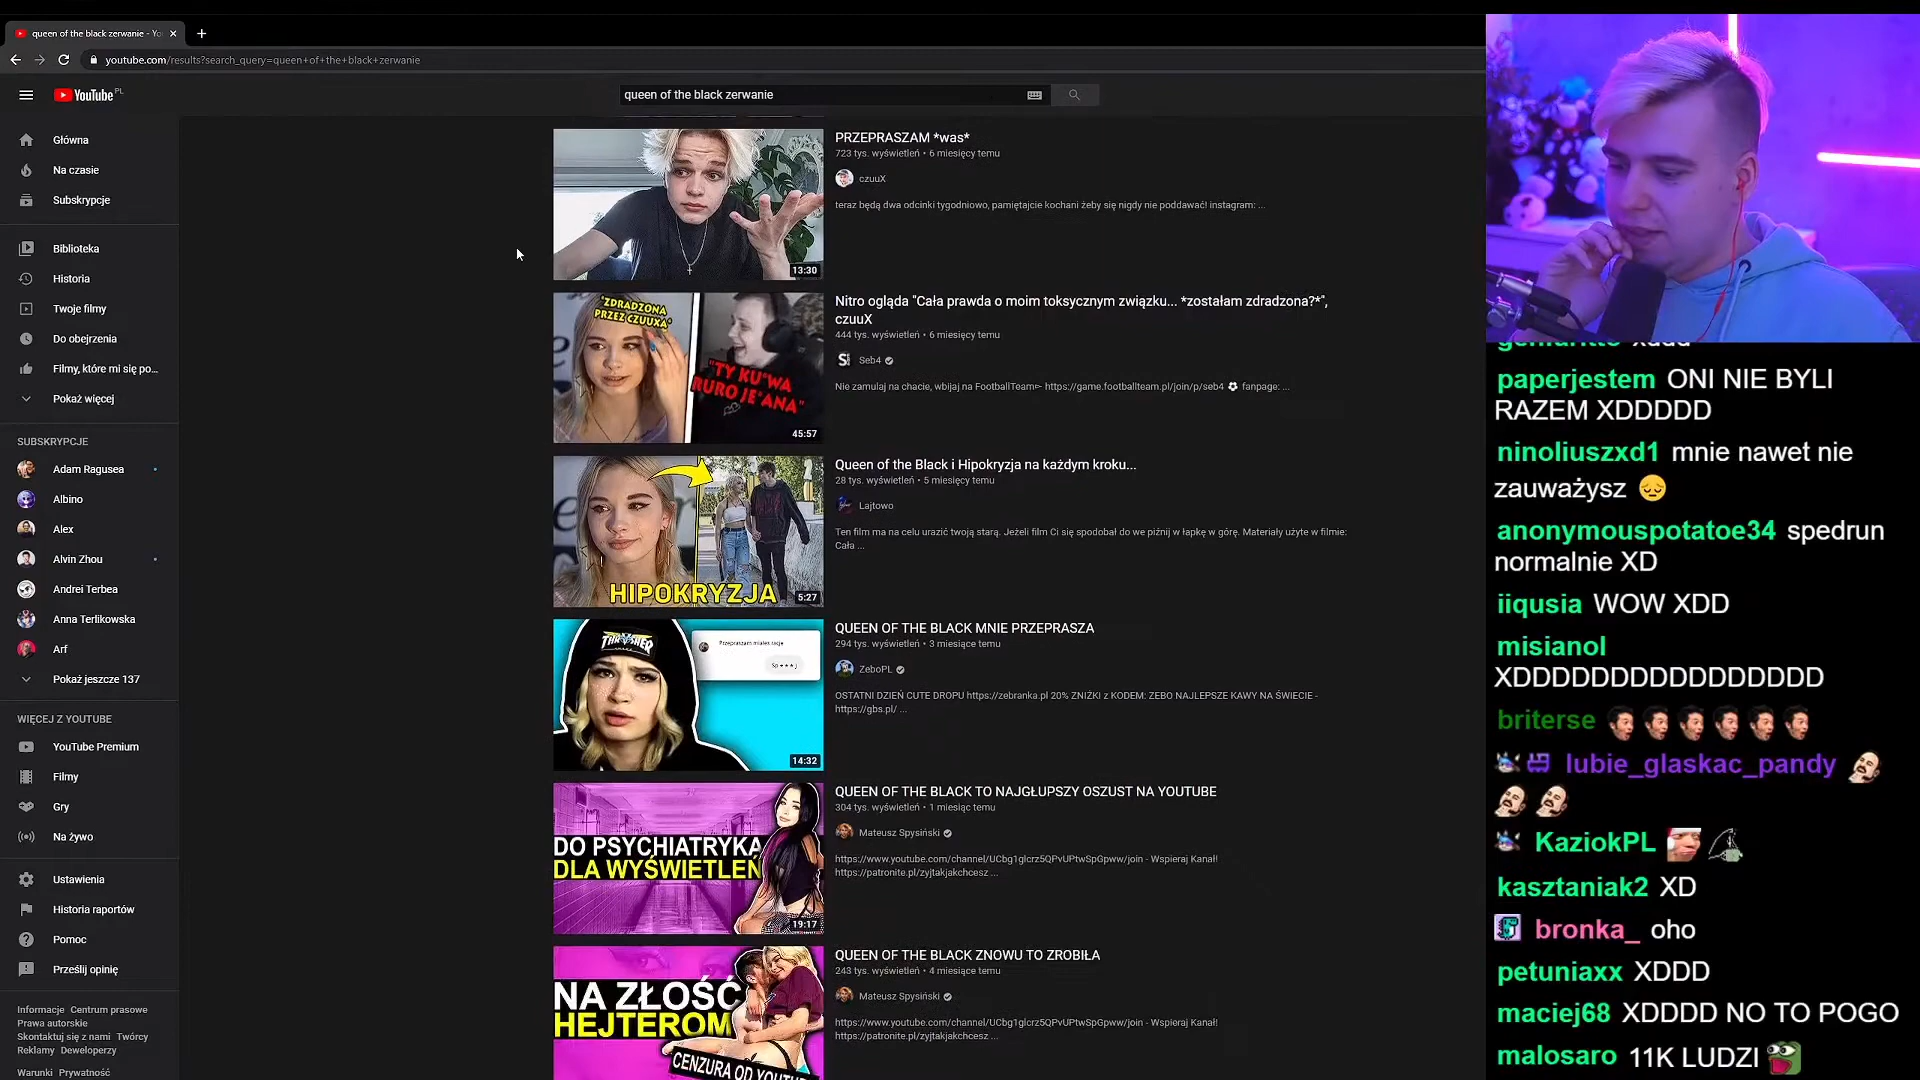 queen of the black zerwanie - Yo
youtube.com/results?search_query=queen+of+the+black+zerwanie
YouTube PL
queen of the black zerwanie
Główna
Na czasie
Subskrypcje
Biblioteka
Historia
Twoje filmy
Do obejrzenia
Filmy, które mi się po...
Pokaż więcej
SUBSKRYPCJE
Adam Ragusea
Albino
Alex
Alvin Zhou
Andrei Terbea
Anna Terlikowska
Arf
Pokaż jeszcze 137
WIĘCEJ Z YOUTUBE
YouTube Premium
Filmy
Gry
Na żywo
Ustawienia
Historia raportów
Pomoc
Prześlij opinię
Informacje Centrum prasowe
Prawa autorskie
Skontaktuj się z nami Twórcy
Reklamy Deweloperzy
Warunki Prywatność
13:30
PRZEPRASZAM *was*
723 tys. wyświetleń • 6 miesięcy temu
czuuX
teraz będą dwa odcinki tygodniowo, pamiętajcie kochani żeby się nigdy nie poddawać! instagram: ...
"ZDRADZONA
PRZEZ CZUUXA"
"TY KU*WA
RURO JE*ANA"
45:57
Nitro ogląda "Cała prawda o moim toksycznym związku... *zostałam zdradzona?*",
czuuX
444 tys. wyświetleń • 6 miesięcy temu
Seb4
Nie zamulaj na chacie, wbijaj na FootballTeam➣ https://game.footballteam.pl/join/p/seb4 ⚽ fanpage: ...
HIPOKRYZJA
5:27
Queen of the Black i Hipokryzja na każdym kroku...
28 tys. wyświetleń • 5 miesięcy temu
Lajtowo
Ten film ma na celu urazić twoją starą. Jeżeli film Ci się spodobał do we piźnij w łapkę w górę. Materiały użyte w filmie:
Cała ...
THRASHER
Przepraszam miałeś rację
Sp***j
14:32
QUEEN OF THE BLACK MNIE PRZEPRASZA
294 tys. wyświetleń • 3 miesiące temu
ZeboPL
OSTATNI DZIEŃ CUTE DROPU https://zebranka.pl 20% ZNIŻKI z KODEM: ZEBO NAJLEPSZE KAWY NA ŚWIECIE -
https://gbs.pl/ ...
DO PSYCHIATRYKA
DLA WYŚWIETLEŃ
19:17
QUEEN OF THE BLACK TO NAJGŁUPSZY OSZUST NA YOUTUBE
304 tys. wyświetleń • 1 miesiąc temu
Mateusz Spysiński
https://www.youtube.com/channel/UCbg1glcrz5QPvUPtwSpGpww/join - Wspieraj Kanał!
https://patronite.pl/zyjtakjakchcesz ...
NA ZŁOŚĆ
HEJTEROM
CENZURA OD YOUTU
QUEEN OF THE BLACK ZNOWU TO ZROBIŁA
243 tys. wyświetleń • 4 miesiące temu
Mateusz Spysiński
https://www.youtube.com/channel/UCbg1glcrz5QPvUPtwSpGpww/join - Wspieraj Kanał!
https://patronite.pl/zyjtakjakchcesz ...
paperjestem ONI NIE BYLI
RAZEM XDDDDD
ninoliuszxd1 mnie nawet nie
zauważysz 😔
anonymouspotatoe34 spedrun
normalnie XD
iiqusia WOW XDD
misianol
XDDDDDDDDDDDDDDDD
briterse
lubie_glaskac_pandy
KaziokPL
kasztaniak2 XD
bronka_ oho
petuniaxx XDDD
maciej68 XDDDD NO TO POGO
malosaro 11K LUDZI